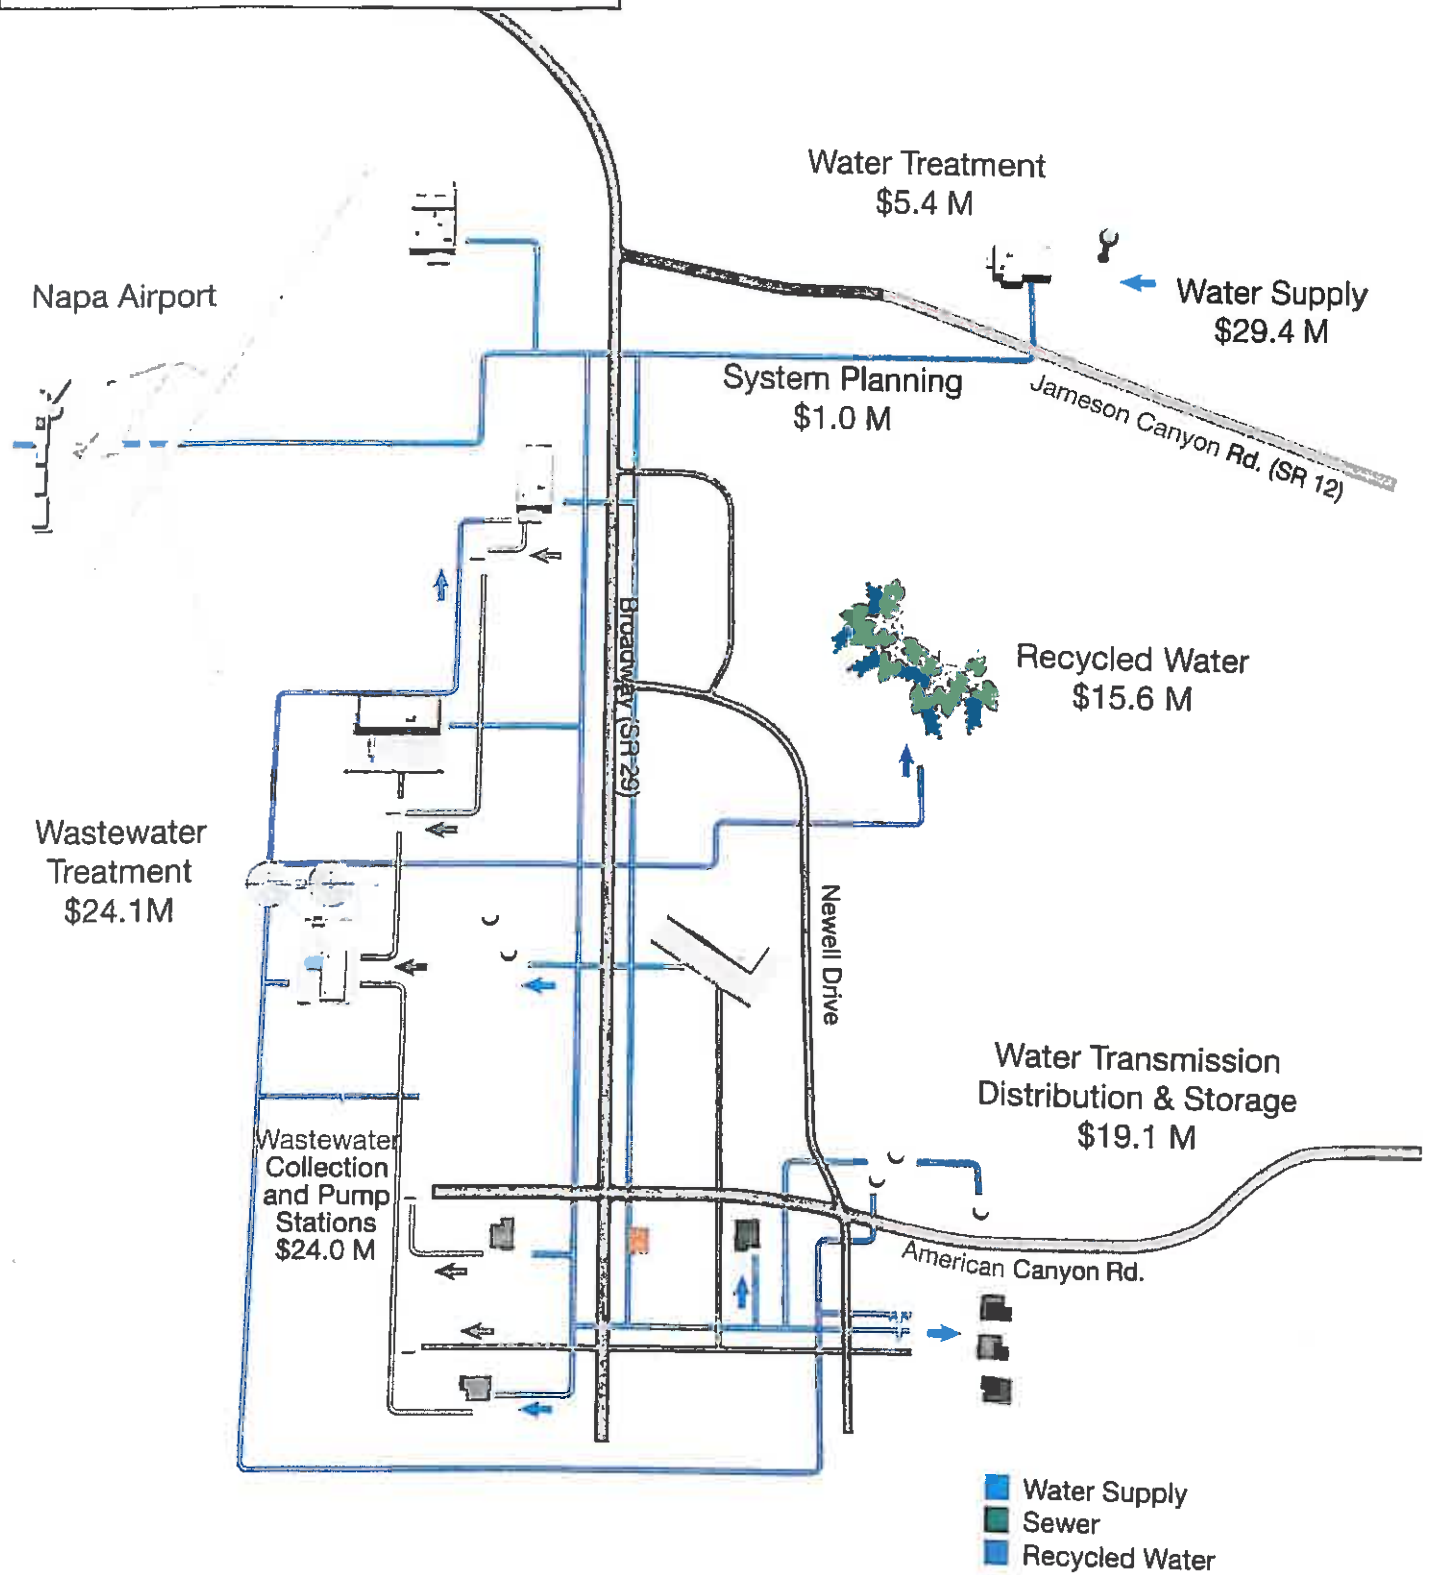 Water Treatment
$5.4 M
Napa Airport
Water Supply
$29.4 M
System Planning
$1.0 M
Jameson Canyon Rd. (SR 12)
Broadway (SR 29)
Recycled Water
$15.6 M
Wastewater
Treatment
$24.1M
Newell Drive
Water Transmission
Distribution & Storage
$19.1 M
Wastewater
Collection
and Pump
Stations
$24.0 M
American Canyon Rd.
Water Supply
Sewer
Recycled Water